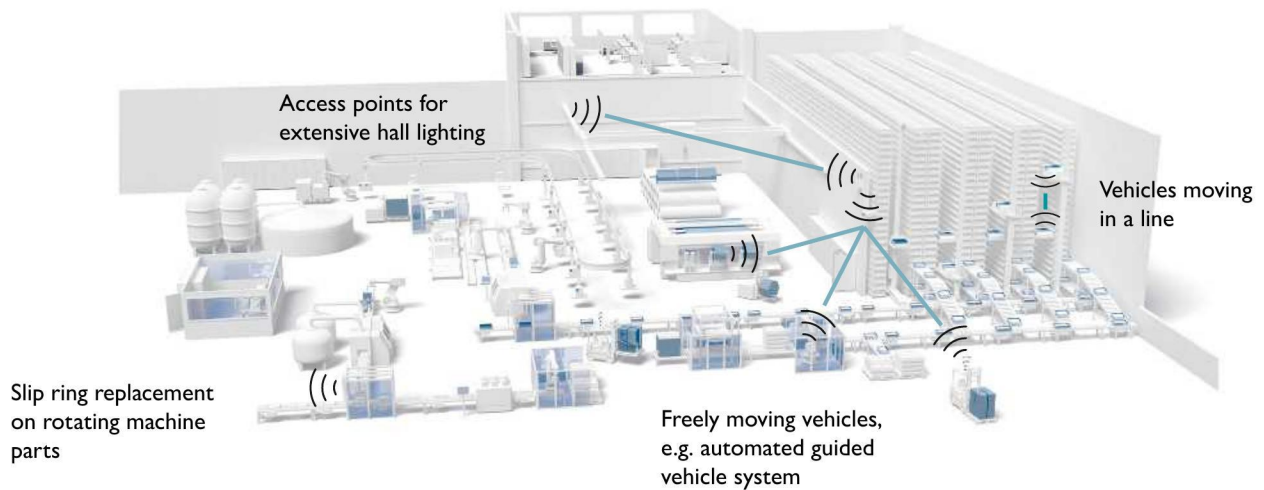 Access points for
extensive hall lighting
Vehicles moving
in a line
Slip ring replacement
on rotating machine
parts
Freely moving vehicles,
e.g. automated guided
vehicle system